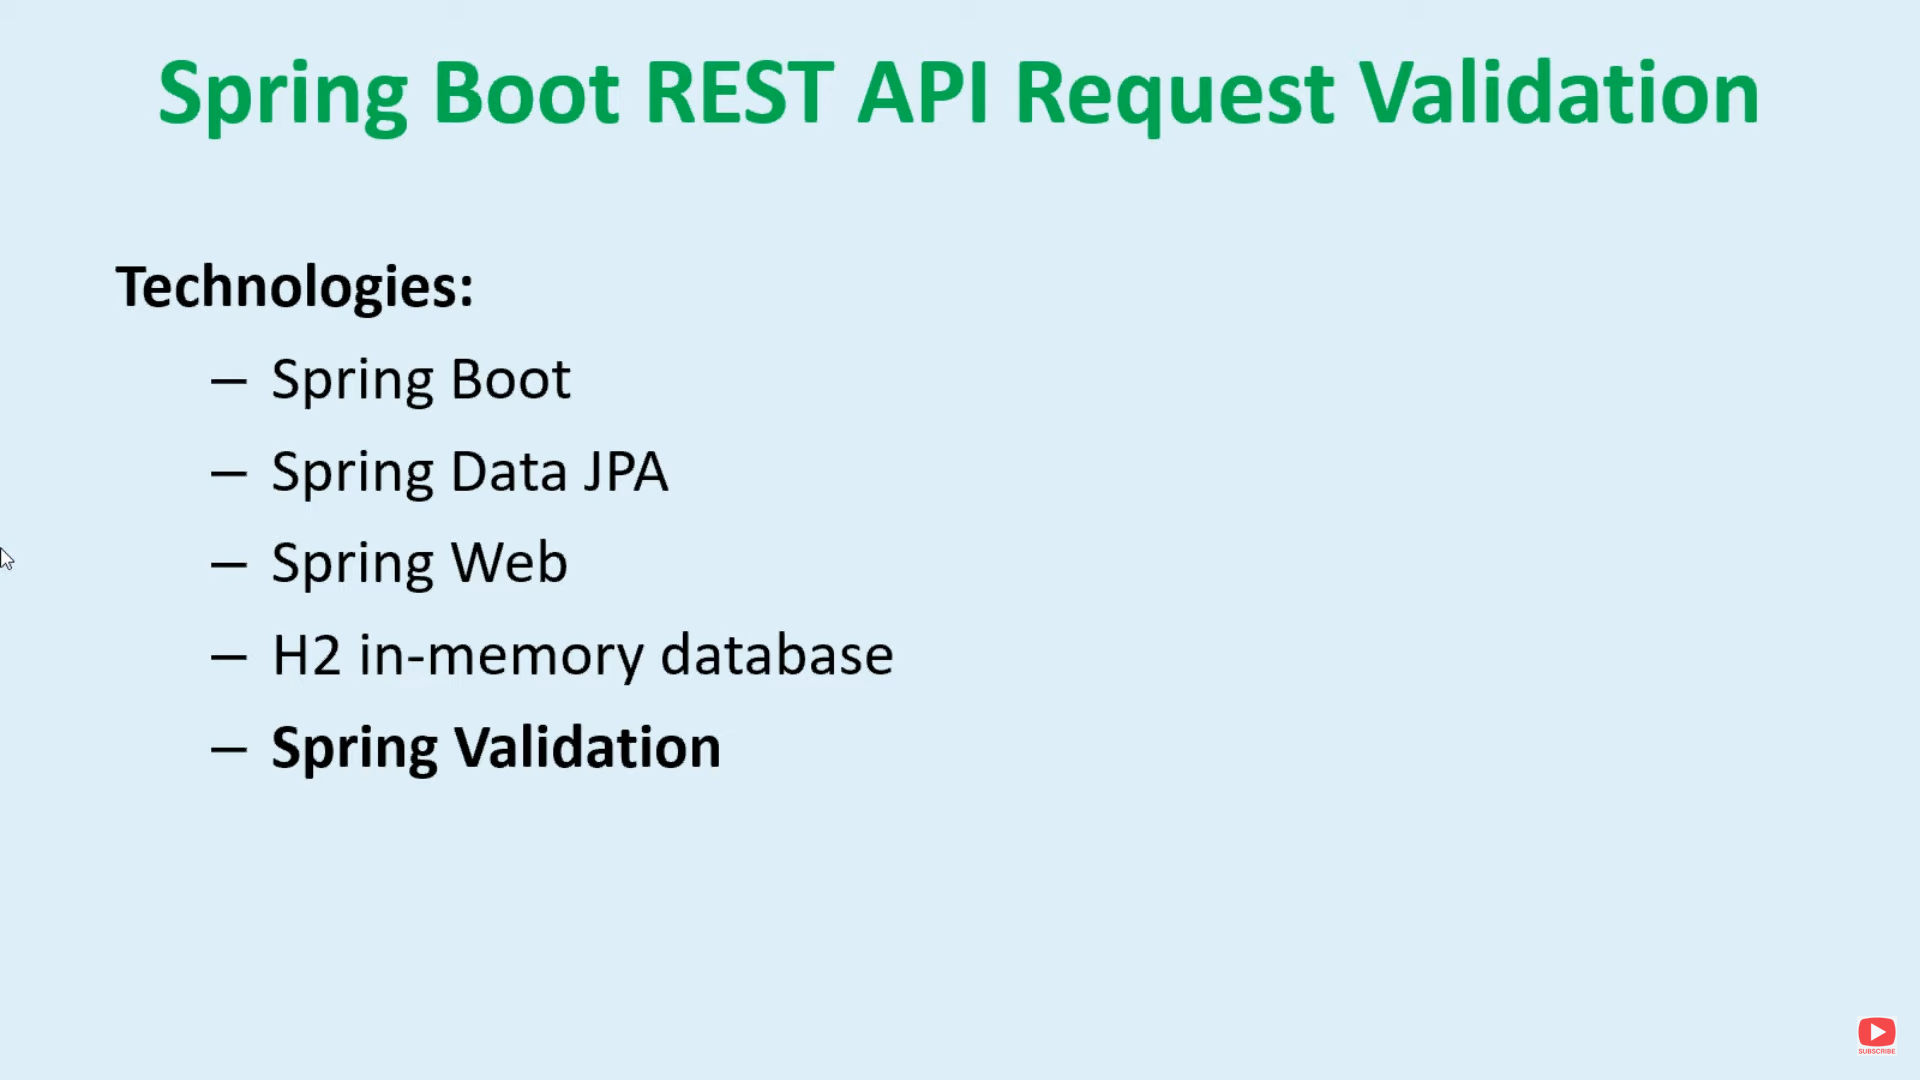 Spring Boot REST API Request Validation
Technologies:
– Spring Boot
– Spring Data JPA
– Spring Web
– H2 in-memory database
– Spring Validation
SUBSCRIBE